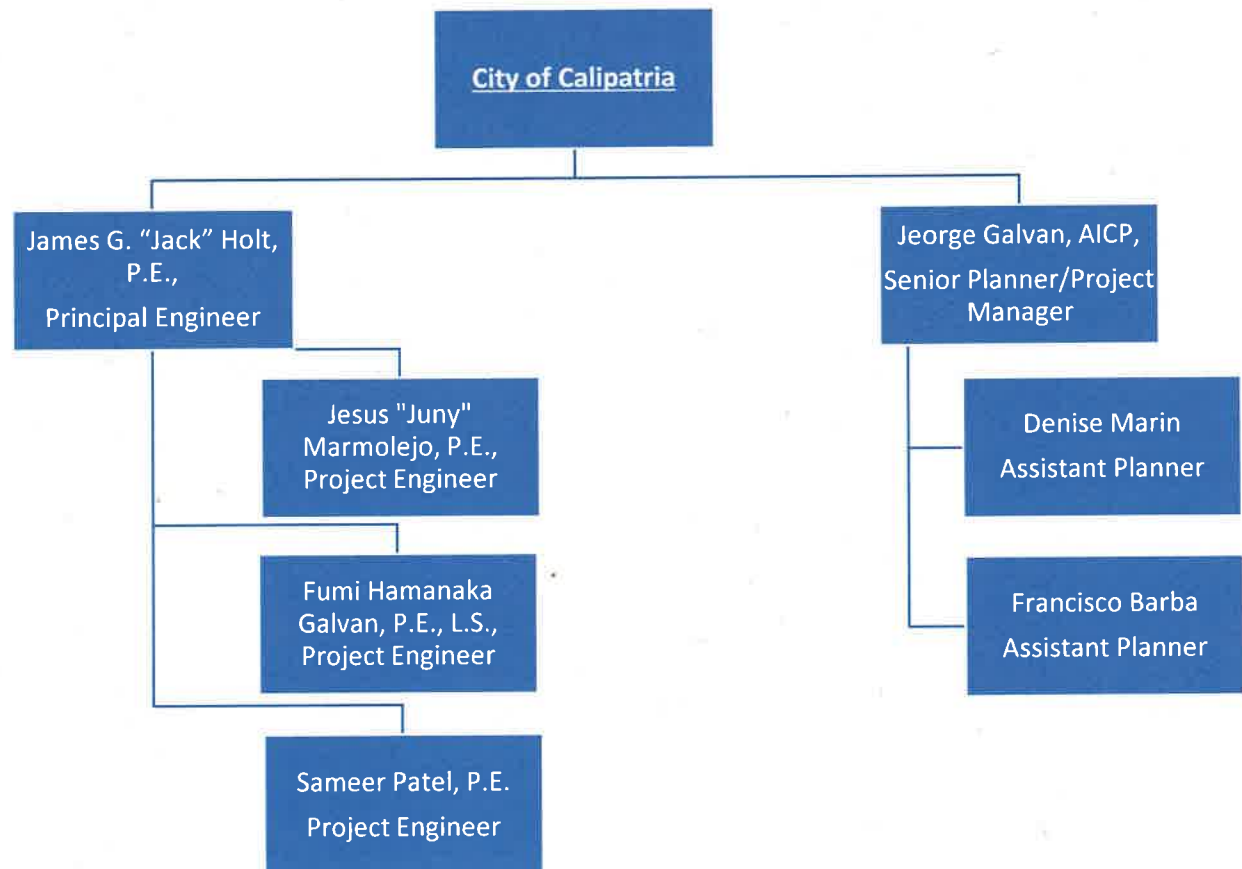 City of Calipatria
James G. “Jack” Holt,
P.E.,
Principal Engineer
Jeorge Galvan, AICP,
Senior Planner/Project
Manager
Jesus "Juny"
Marmolejo, P.E.,
Project Engineer
Denise Marin
Assistant Planner
Fumi Hamanaka
Galvan, P.E., L.S.,
Project Engineer
Francisco Barba
Assistant Planner
Sameer Patel, P.E.
Project Engineer